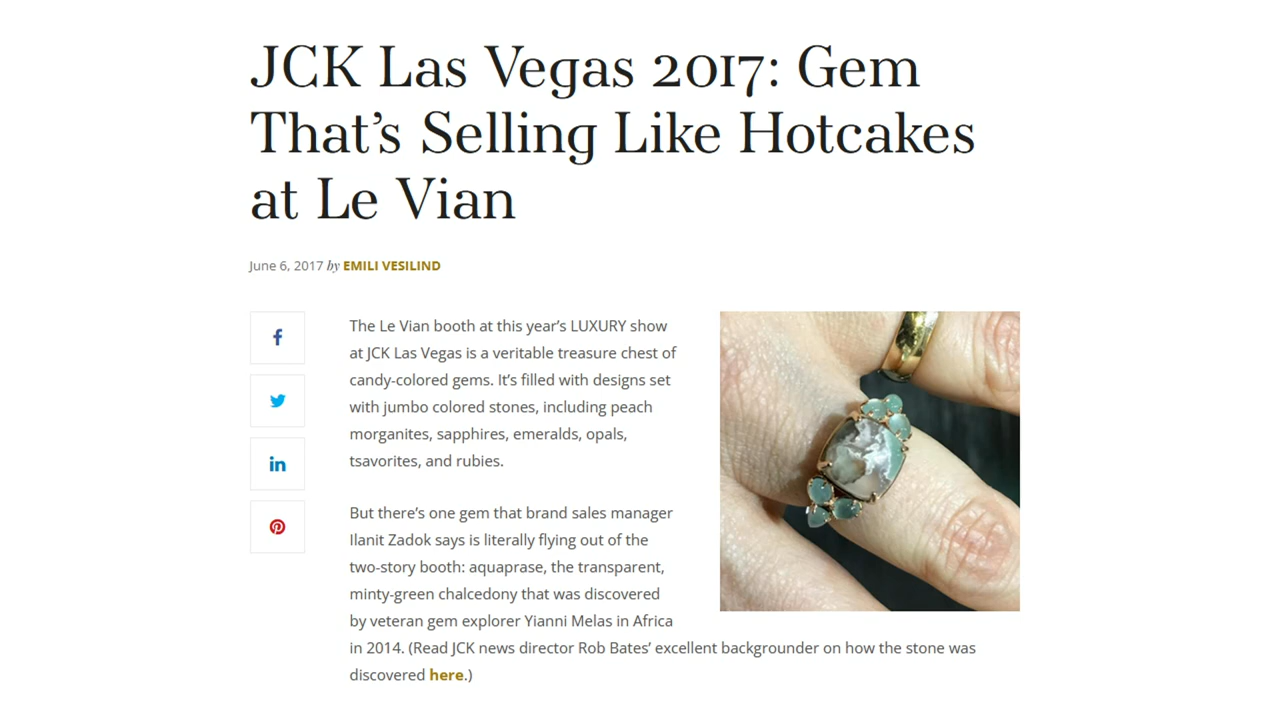 JCK Las Vegas 2017: Gem
That’s Selling Like Hotcakes
at Le Vian
June 6, 2017 by EMILI VESILIND
The Le Vian booth at this year’s LUXURY show
at JCK Las Vegas is a veritable treasure chest of
candy-colored gems. It’s filled with designs set
with jumbo colored stones, including peach
morganites, sapphires, emeralds, opals,
tsavorites, and rubies.
But there’s one gem that brand sales manager
Ilanit Zadok says is literally flying out of the
two-story booth: aquaprase, the transparent,
minty-green chalcedony that was discovered
by veteran gem explorer Yianni Melas in Africa
in 2014. (Read JCK news director Rob Bates’ excellent backgrounder on how the stone was
discovered here.)